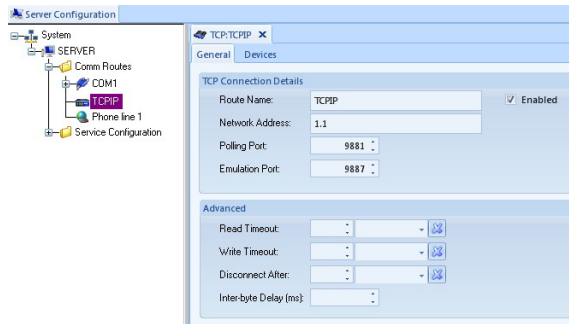 Server Configuration
System
SERVER
Comm Routes
COM1
TCPIP
Phone line 1
Service Configuration
TCP:TCPIP
General Devices
TCP Connection Details
Route Name: TCPIP Enabled
Network Address: 1.1
Polling Port: 9881
Emulation Port: 9887
Advanced
Read Timeout:
Write Timeout:
Disconnect After:
Inter-byte Delay (ms):